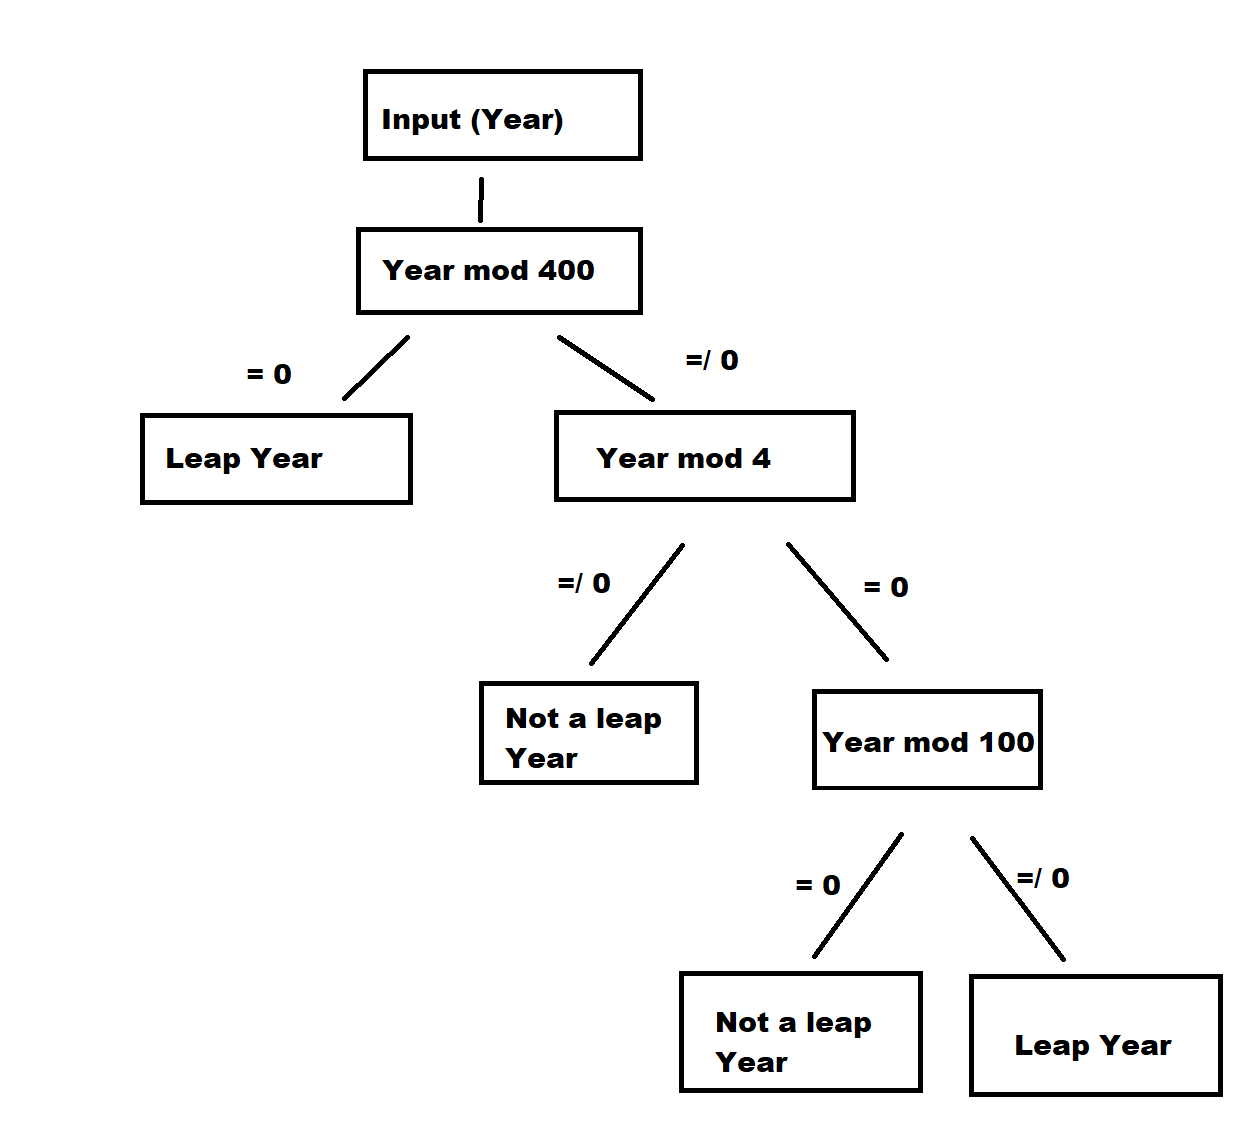 Input (Year)
Year mod 400
= 0
=/ 0
Leap Year
Year mod 4
=/ 0
= 0
Not a leap
Year
Year mod 100
= 0
=/ 0
Not a leap
Year
Leap Year